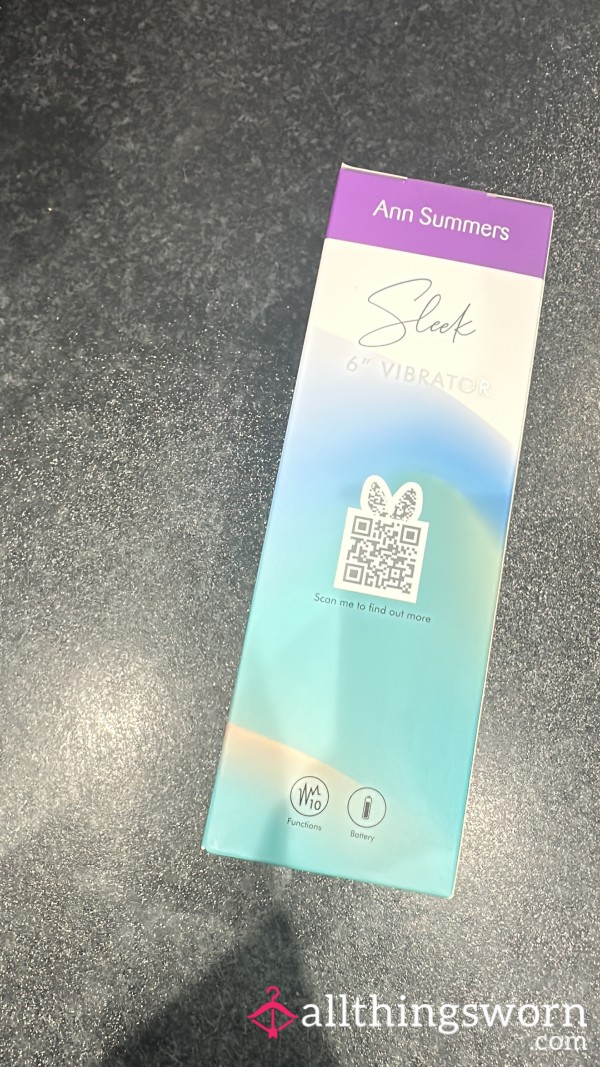 Ann Summers
Sleek
6" VIBRATOR
Scan me to find out more
10
Functions
Battery
allthingsworn
.com